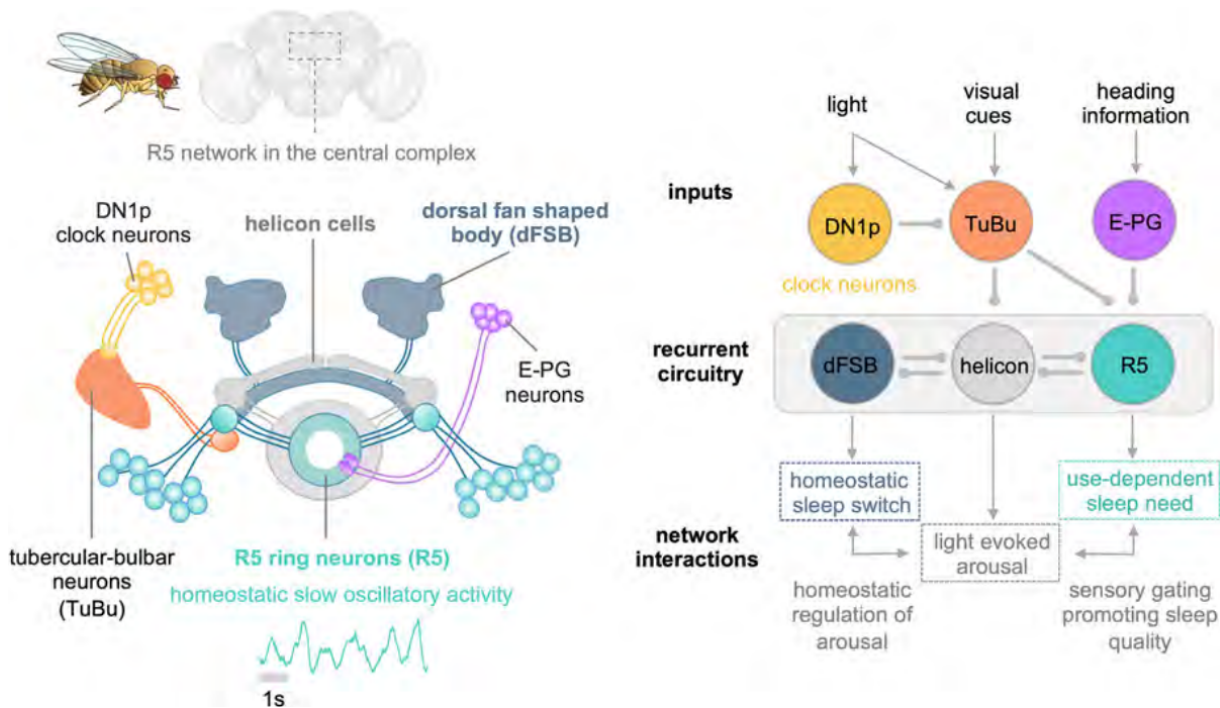 R5 network in the central complex
DN1p
clock neurons
helicon cells
dorsal fan shaped
body (dFSB)
E-PG
neurons
tubercular-bulbar
neurons
(TuBu)
R5 ring neurons (R5)
homeostatic slow oscillatory activity
1s
light
visual
cues
heading
information
inputs
DN1p
TuBu
E-PG
clock neurons
recurrent
circuitry
dFSB
helicon
R5
homeostatic
sleep switch
use-dependent
sleep need
network
interactions
light evoked
arousal
homeostatic
regulation of
arousal
sensory gating
promoting sleep
quality